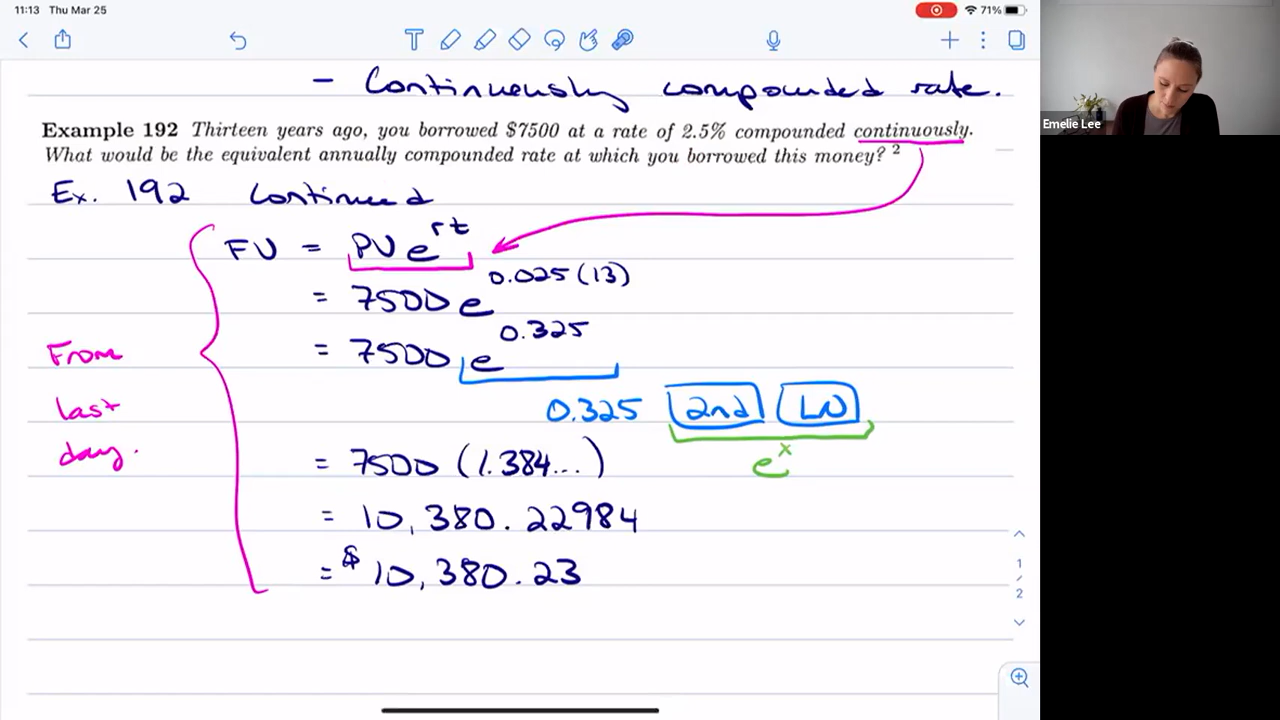 11:13 Thu Mar 25
71%
- Continuously compounded rate.
Example 192 Thirteen years ago, you borrowed $7500 at a rate of 2.5% compounded continuously.
What would be the equivalent annually compounded rate at which you borrowed this money? 2
Ex. 192 Continued
FV = PV e^rt
= 7500 e^0.025(13)
= 7500 e^0.325
0.325 2nd LN
e^x
= 7500 (1.384...)
= 10,380.22984
= $10,380.23
From
last
day.
1
/
2
T
Emelie Lee